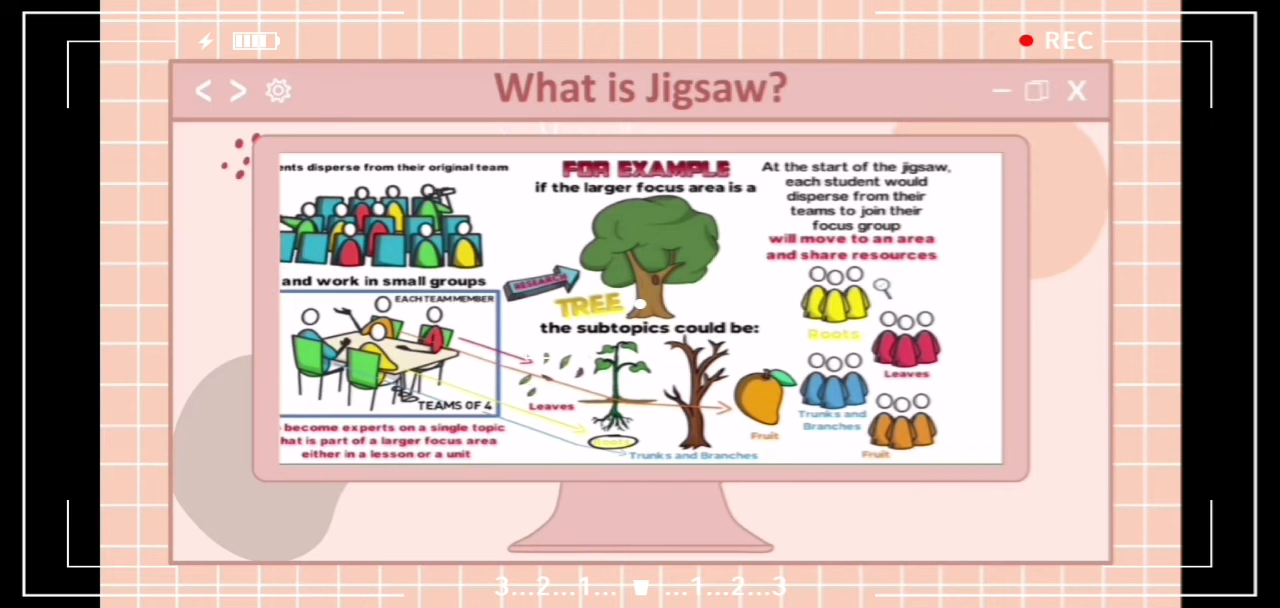 REC
What is Jigsaw?
disperse from their original team
and work in small groups
EACH TEAM MEMBER
TEAMS OF 4
become experts on a single topic
that is part of a larger focus area
either in a lesson or a unit
FOR EXAMPLE
if the larger focus area is a
RESEARCH
TREE
the subtopics could be:
Leaves
Roots
Fruit
Trunks and Branches
At the start of the jigsaw,
each student would
disperse from their
teams to join their
focus group
will move to an area
and share resources
Roots
Leaves
Trunks and
Branches
Fruit
3...2...1... ...1...2...3